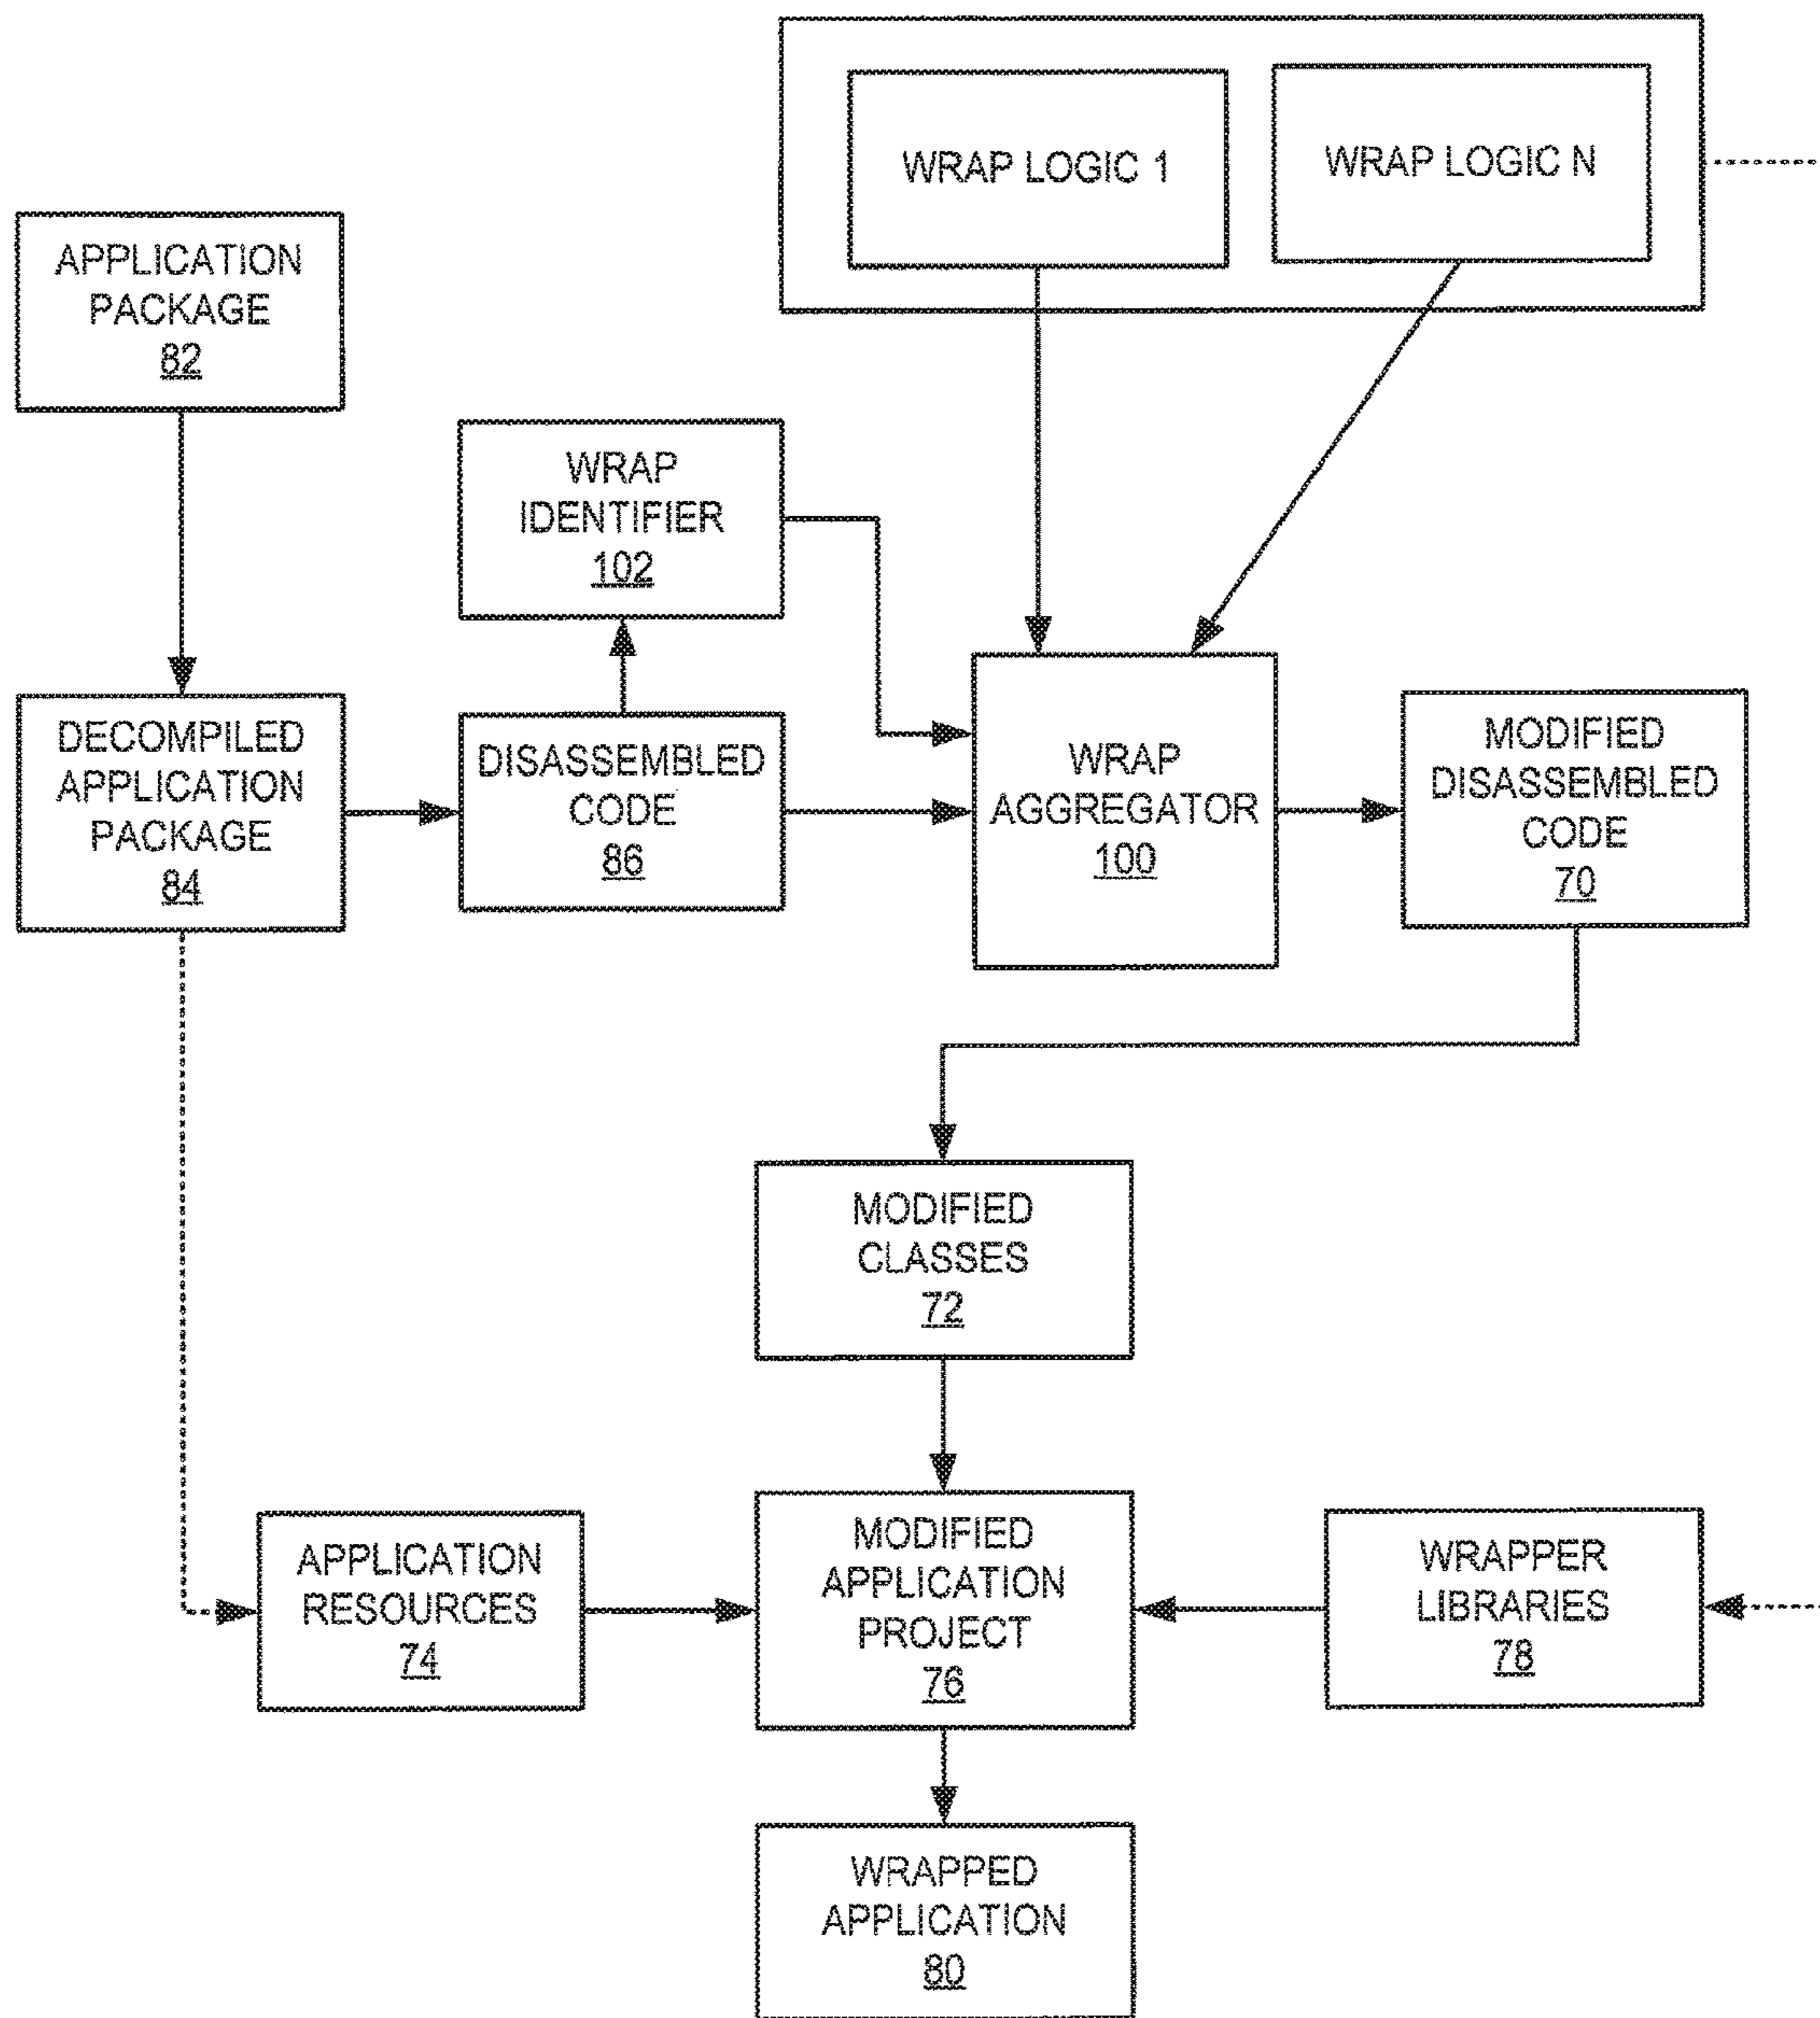 WRAP LOGIC 1
WRAP LOGIC N
APPLICATION
PACKAGE
82
WRAP
IDENTIFIER
102
DECOMPILED
APPLICATION
PACKAGE
84
DISASSEMBLED
CODE
86
WRAP
AGGREGATOR
100
MODIFIED
DISASSEMBLED
CODE
70
MODIFIED
CLASSES
72
APPLICATION
RESOURCES
74
MODIFIED
APPLICATION
PROJECT
76
WRAPPER
LIBRARIES
78
WRAPPED
APPLICATION
80